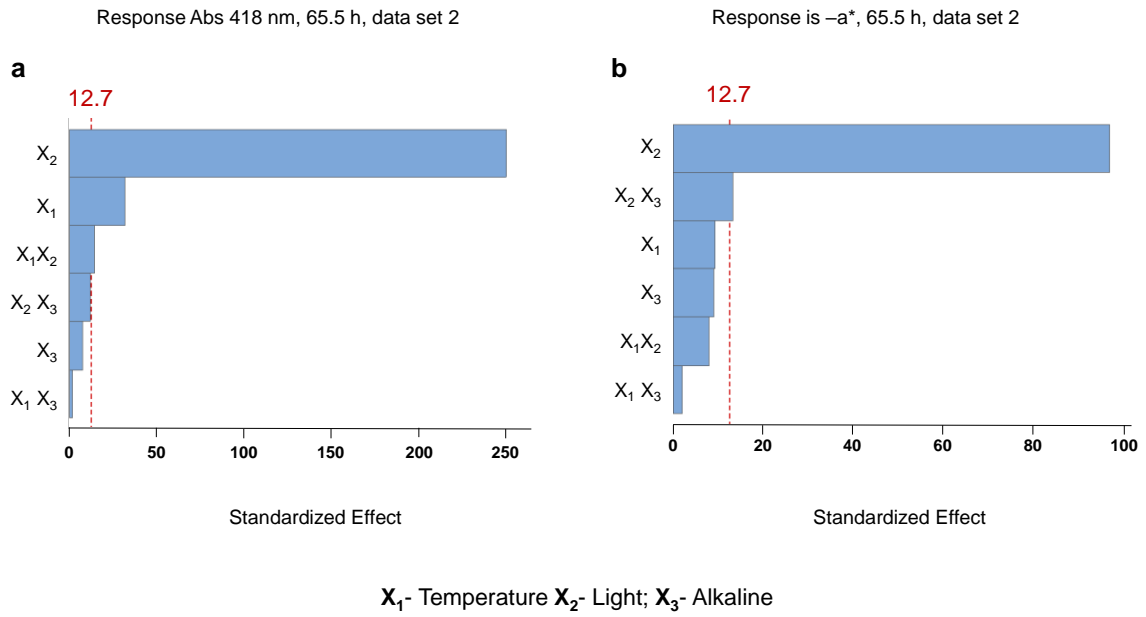 Response Abs 418 nm, 65.5 h, data set 2
a
12.7
X₂
X₁
X₁X₂
X₂ X₃
X₃
X₁ X₃
0 50 100 150 200 250
Standardized Effect
Response is –a*, 65.5 h, data set 2
b
12.7
X₂
X₂ X₃
X₁
X₃
X₁X₂
X₁ X₃
0 20 40 60 80 100
Standardized Effect
X₁- Temperature X₂- Light; X₃- Alkaline